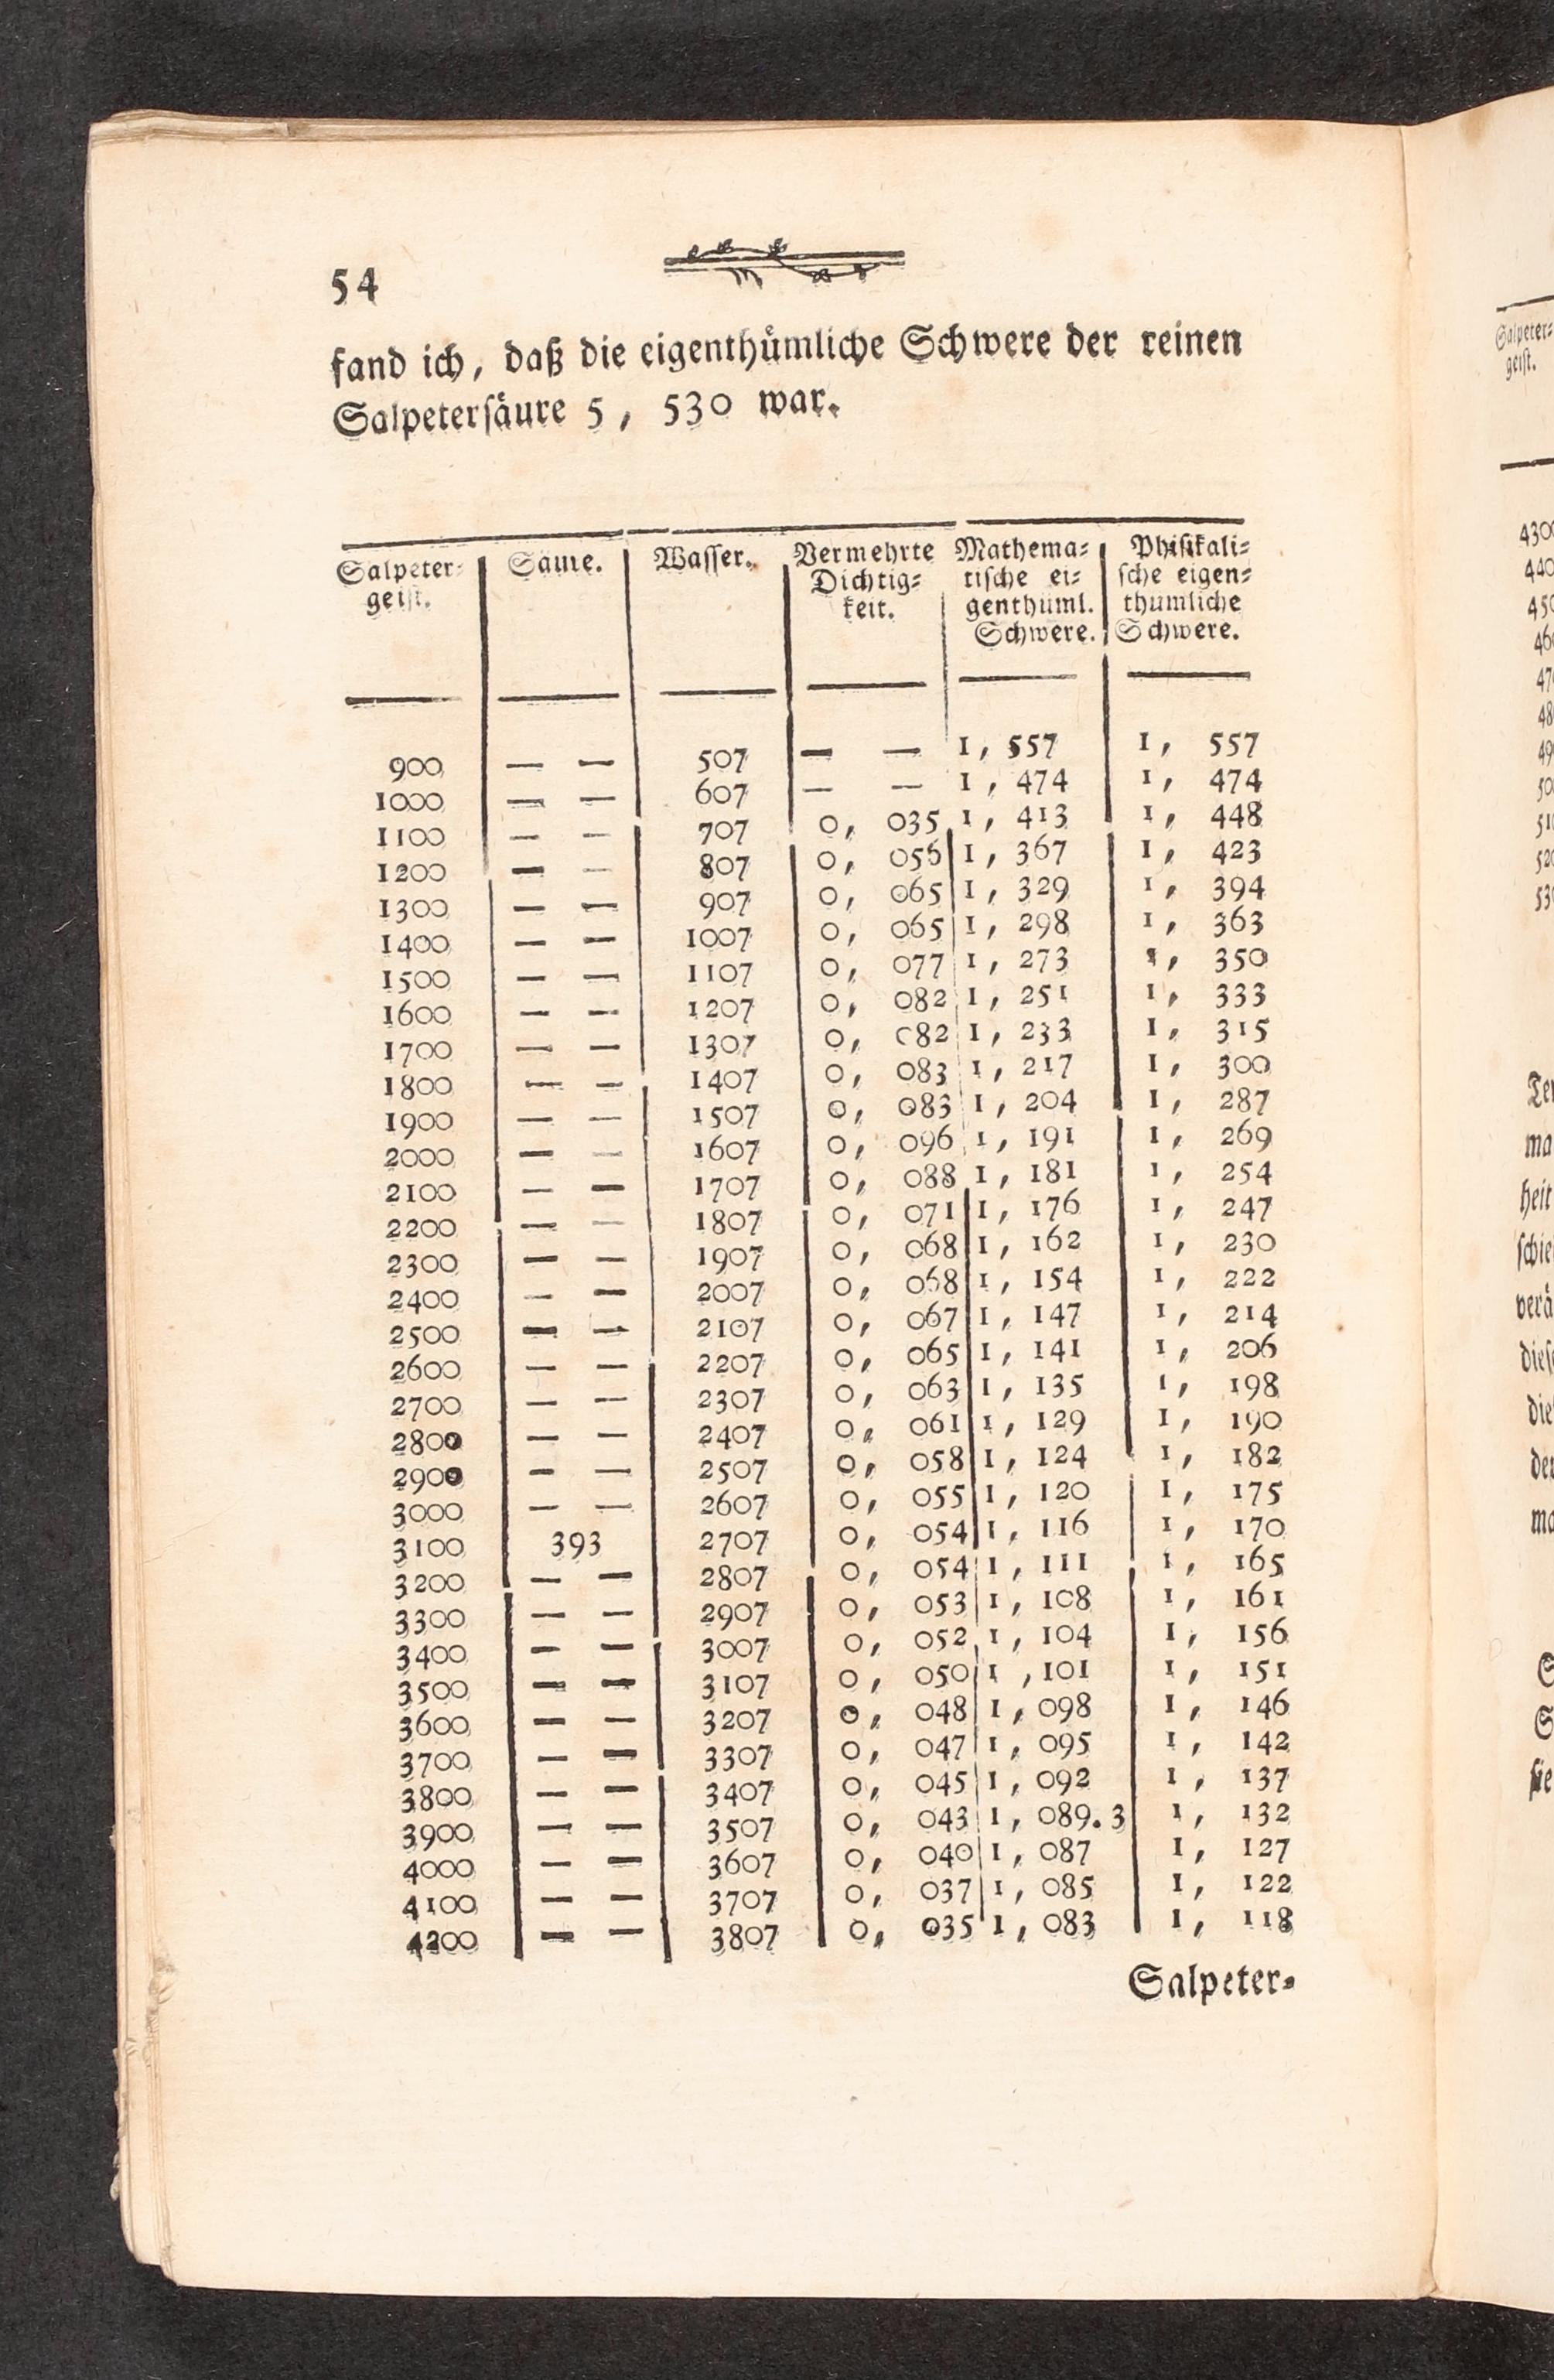 54
fand ich, daß die eigenthümliche Schwere der reinen
Salpetersäure 5, 530 war.
Salpeter= Säure. Wasser. Vermehrte Mathema= Phisikali=
geist. Dichtig= tische ei= sche eigen=
keit. genthüml. thümliche
Schwere. Schwere.
900 — — 507 — — 1, 557 1, 557
1000 — — 607 — — 1, 474 1, 474
1100 — — 707 0, 035 1, 413 1, 448
1200 — — 807 0, 056 1, 367 1, 423
1300 — — 907 0, 065 1, 329 1, 394
1400 — — 1007 0, 065 1, 298 1, 363
1500 — — 1107 0, 077 1, 273 1, 350
1600 — — 1207 0, 082 1, 251 1, 333
1700 — — 1307 0, 082 1, 233 1, 315
1800 — — 1407 0, 083 1, 217 1, 300
1900 — — 1507 0, 083 1, 204 1, 287
2000 — — 1607 0, 096 1, 191 1, 269
2100 — — 1707 0, 088 1, 181 1, 254
2200 — — 1807 0, 071 1, 176 1, 247
2300 — — 1907 0, 068 1, 162 1, 230
2400 — — 2007 0, 068 1, 154 1, 222
2500 — — 2107 0, 067 1, 147 1, 214
2600 — — 2207 0, 065 1, 141 1, 206
2700 — — 2307 0, 063 1, 135 1, 198
2800 — — 2407 0, 061 1, 129 1, 190
2900 — — 2507 0, 058 1, 124 1, 182
3000 — — 2607 0, 055 1, 120 1, 175
3100 393 2707 0, 054 1, 116 1, 170
3200 — — 2807 0, 054 1, 111 1, 165
3300 — — 2907 0, 053 1, 108 1, 161
3400 — — 3007 0, 052 1, 104 1, 156
3500 — — 3107 0, 050 1 ,101 1, 151
3600 — — 3207 0, 048 1, 098 1, 146
3700 — — 3307 0, 047 1, 095 1, 142
3800 — — 3407 0, 045 1, 092 1, 137
3900 — — 3507 0, 043 1, 089.3 1, 132
4000 — — 3607 0, 040 1, 087 1, 127
4100 — — 3707 0, 037 1, 085 1, 122
4200 — — 3807 0, 035 1, 083 1, 118
Salpeter=
Salpeter=
geist.